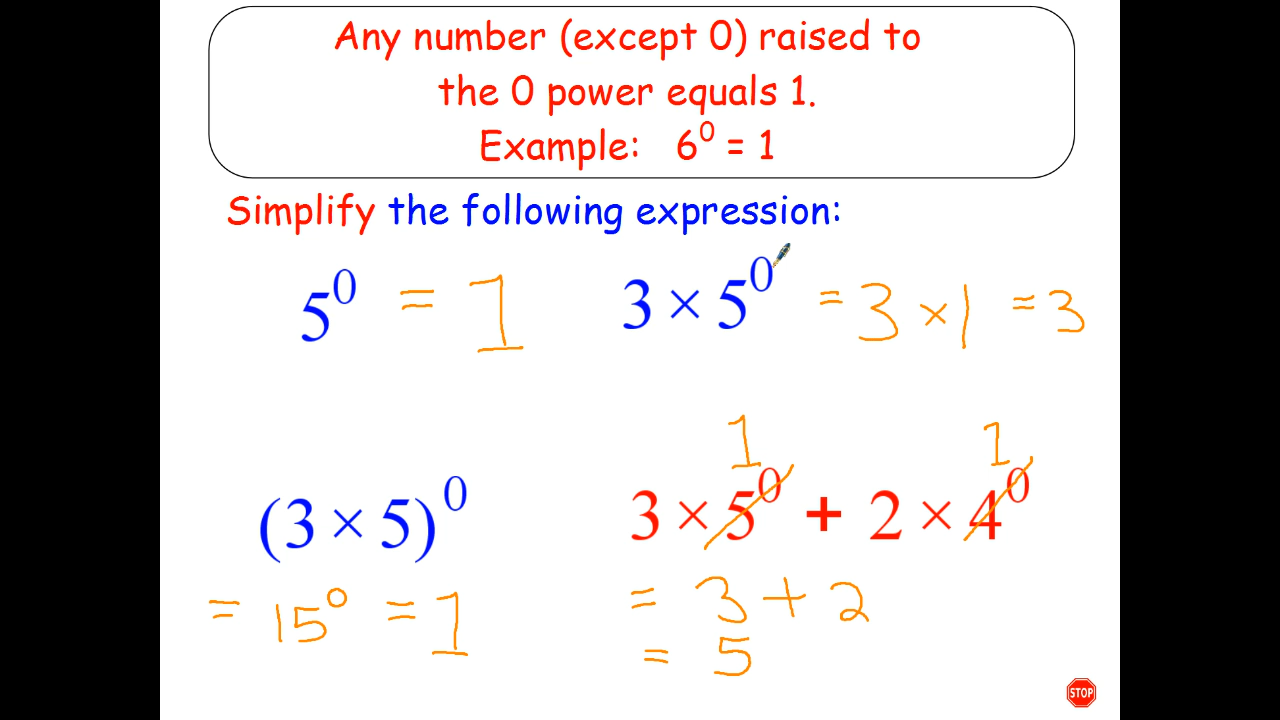 Any number (except 0) raised to
the 0 power equals 1.
Example: 6⁰ = 1
Simplify the following expression:
5⁰ = 1
3 × 5⁰ = 3 × 1 = 3
(3 × 5)⁰
= 15⁰ = 1
1 1
3 × 5⁰ + 2 × 4⁰
= 3 + 2
= 5
STOP